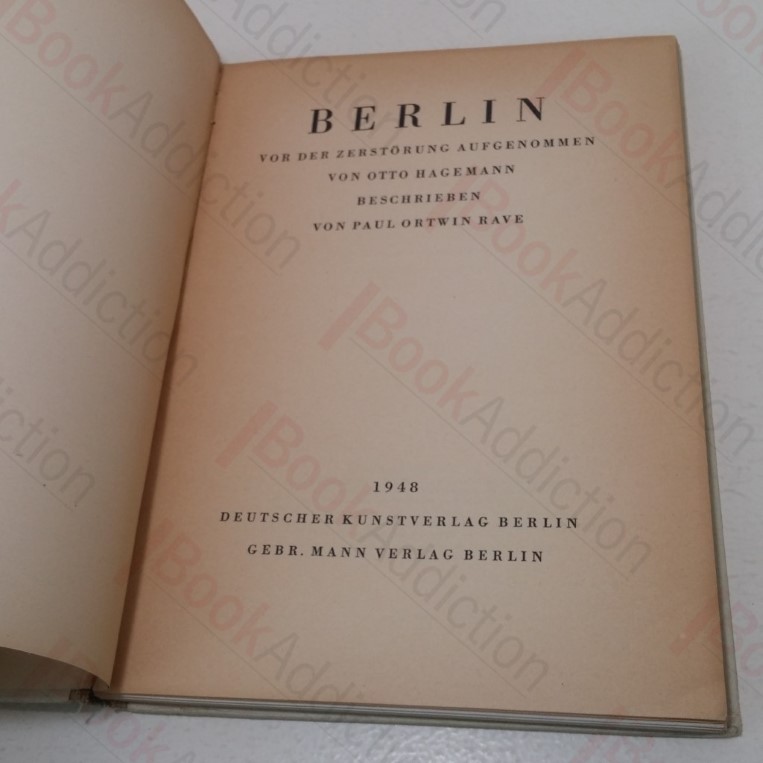 BERLIN
VOR DER ZERSTÖRUNG AUFGENOMMEN
VON OTTO HAGEMANN
BESCHRIEBEN
VON PAUL ORTWIN RAVE
1948
DEUTSCHER KUNSTVERLAG BERLIN
GEBR. MANN VERLAG BERLIN
BookAddiction